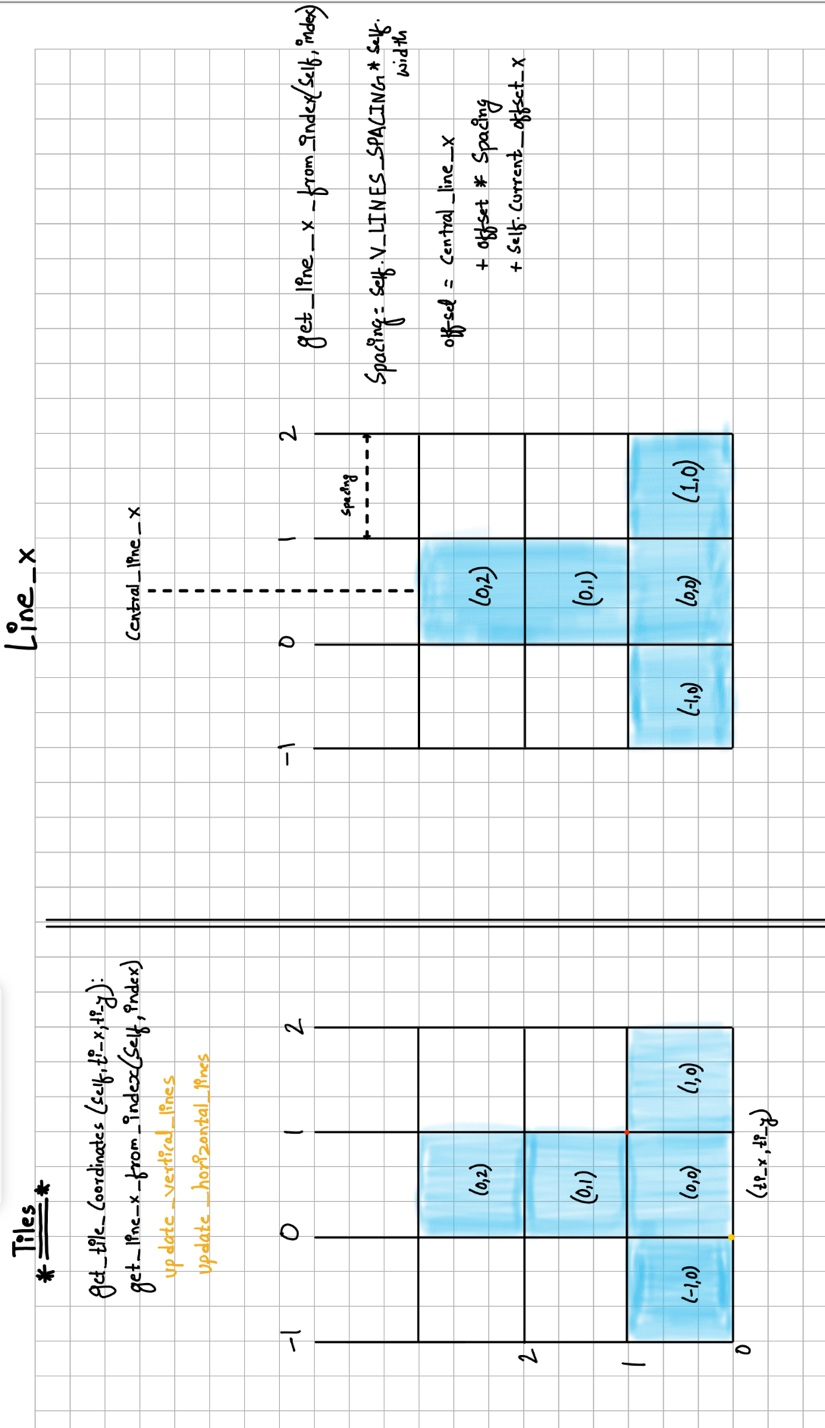 * Tiles *
get_tile_Coordinates (self, ti_x, ti_y):
get_line_x_from_index(self, index)
update_vertical_lines
update_horizontal_lines
-1
0
1
2
(0,2)
2
(0,1)
1
(-1,0)
(0,0)
(1,0)
0
(ti_x, ti_y)
Line_x
Central_line_x
-1
0
1
2
Spacing
(0,2)
(0,1)
(-1,0)
(0,0)
(1,0)
get_line_x_from_index(self, index)
Spacing = self.V_LINES_SPACING * self.
width
offset = Central_line_x
+ offset * Spacing
+ self.Current_offset_x